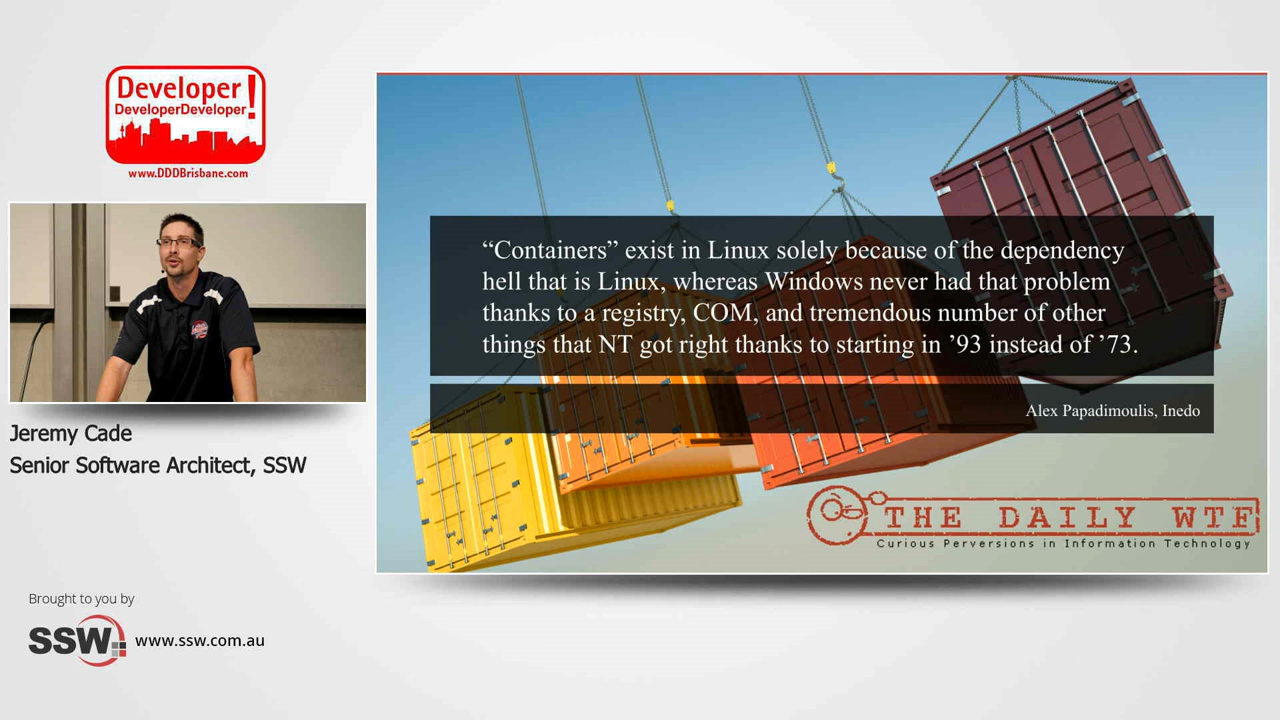 Developer!
DeveloperDeveloper!
www.DDDBrisbane.com
“Containers” exist in Linux solely because of the dependency
hell that is Linux, whereas Windows never had that problem
thanks to a registry, COM, and tremendous number of other
things that NT got right thanks to starting in ’93 instead of ’73.
Alex Papadimoulis, Inedo
THE DAILY WTF
Curious Perversions in Information Technology
Jeremy Cade
Senior Software Architect, SSW
Brought to you by
SSW www.ssw.com.au